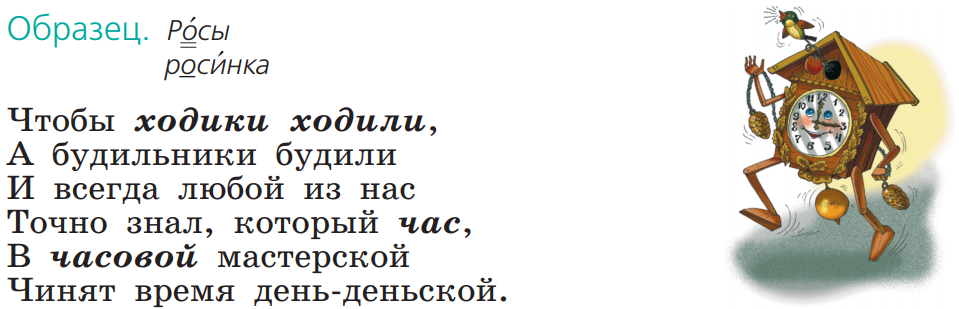 Образец. Ро́сы
роси́нка
Чтобы ходики ходили,
А будильники будили
И всегда любой из нас
Точно знал, который час,
В часовой мастерской
Чинят время день-деньской.